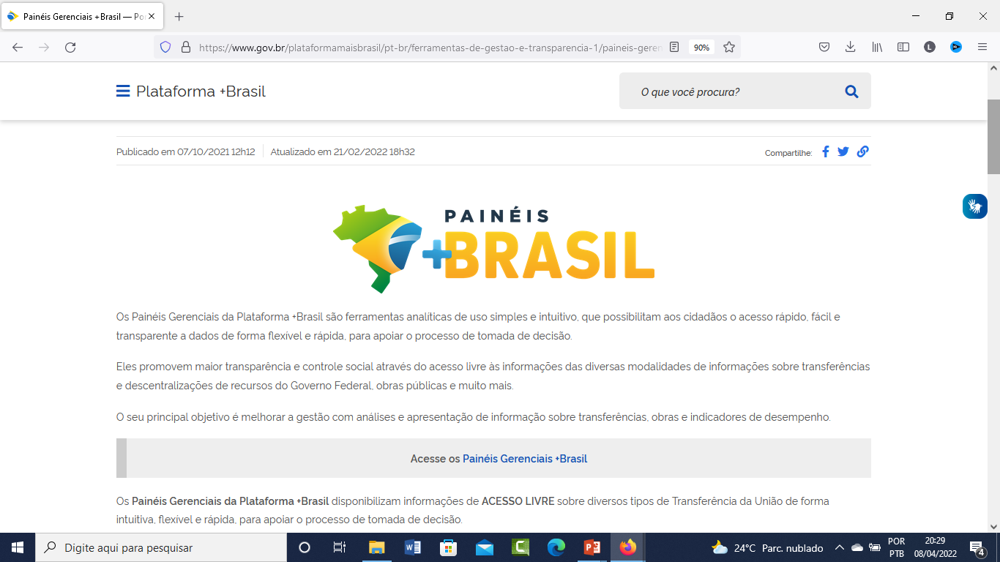 Painéis Gerenciais +Brasil — Po
https://www.gov.br/plataformamaisbrasil/pt-br/ferramentas-de-gestao-e-transparencia-1/paineis-geren
90%
L
Plataforma +Brasil
O que você procura?
Publicado em 07/10/2021 12h12
Atualizado em 21/02/2022 18h32
Compartilhe:
PAINÉIS
+BRASIL
Os Painéis Gerenciais da Plataforma +Brasil são ferramentas analíticas de uso simples e intuitivo, que possibilitam aos cidadãos o acesso rápido, fácil e
transparente a dados de forma flexível e rápida, para apoiar o processo de tomada de decisão.
Eles promovem maior transparência e controle social através do acesso livre às informações das diversas modalidades de informações sobre transferências
e descentralizações de recursos do Governo Federal, obras públicas e muito mais.
O seu principal objetivo é melhorar a gestão com análises e apresentação de informação sobre transferências, obras e indicadores de desempenho.
Acesse os Painéis Gerenciais +Brasil
Os Painéis Gerenciais da Plataforma +Brasil disponibilizam informações de ACESSO LIVRE sobre diversos tipos de Transferência da União de forma
intuitiva, flexível e rápida, para apoiar o processo de tomada de decisão.
Digite aqui para pesquisar
24°C Parc. nublado
POR
PTB
20:29
08/04/2022
4